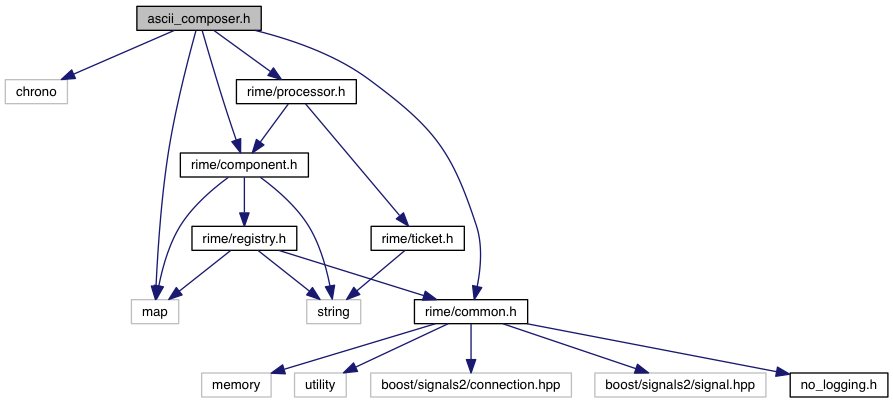 ascii_composer.h
chrono
rime/processor.h
rime/component.h
rime/registry.h
rime/ticket.h
map
string
rime/common.h
memory
utility
boost/signals2/connection.hpp
boost/signals2/signal.hpp
no_logging.h